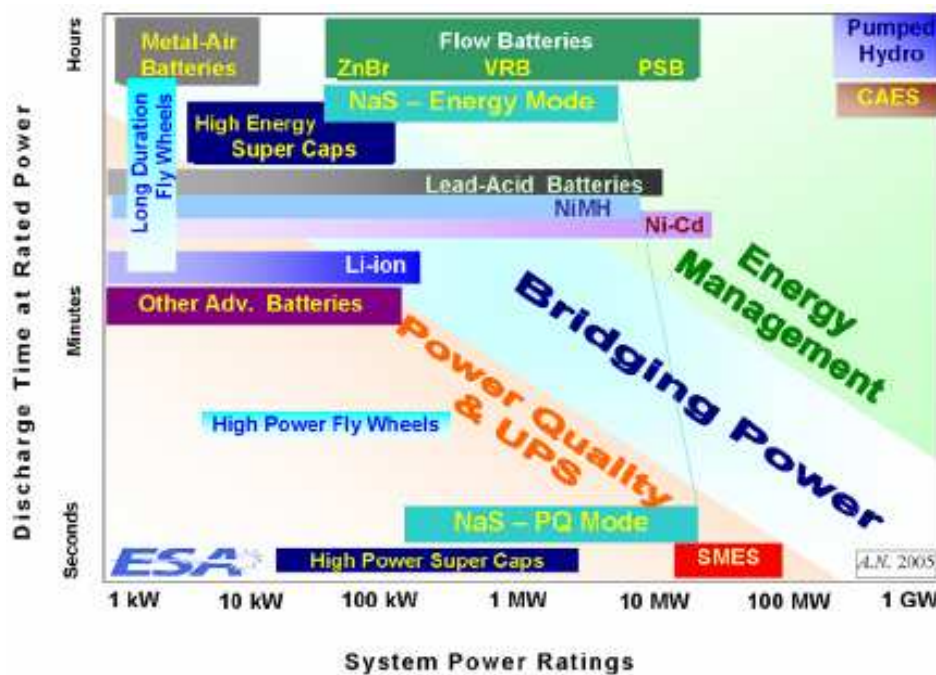 Discharge Time at Rated Power
Hours
Minutes
Seconds
Metal-Air
Batteries
Flow Batteries
ZnBr VRB PSB
Pumped
Hydro
NaS – Energy Mode
CAES
Long Duration
Fly Wheels
High Energy
Super Caps
Lead-Acid Batteries
NiMH
Ni-Cd
Li-ion
Other Adv. Batteries
Energy
Management
Bridging Power
Power Quality
& UPS
High Power Fly Wheels
NaS – PQ Mode
ESA
High Power Super Caps
SMES
A.N. 2005
1 kW 10 kW 100 kW 1 MW 10 MW 100 MW 1 GW
System Power Ratings